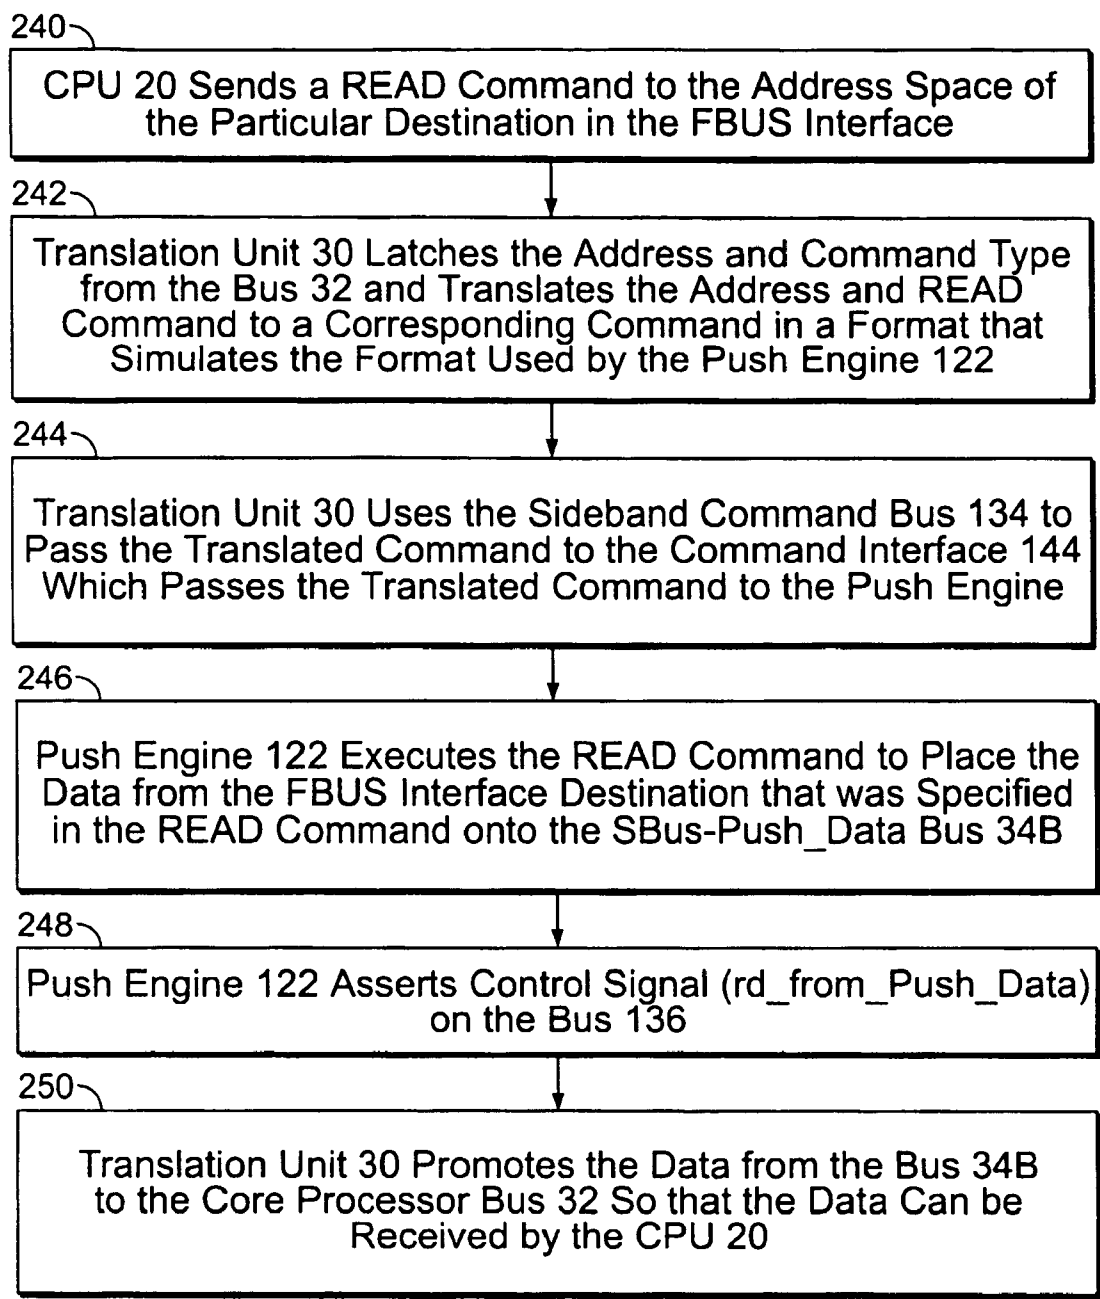 240
CPU 20 Sends a READ Command to the Address Space of
the Particular Destination in the FBUS Interface
242
Translation Unit 30 Latches the Address and Command Type
from the Bus 32 and Translates the Address and READ
Command to a Corresponding Command in a Format that
Simulates the Format Used by the Push Engine 122
244
Translation Unit 30 Uses the Sideband Command Bus 134 to
Pass the Translated Command to the Command Interface 144
Which Passes the Translated Command to the Push Engine
246
Push Engine 122 Executes the READ Command to Place the
Data from the FBUS Interface Destination that was Specified
in the READ Command onto the SBus-Push_Data Bus 34B
248
Push Engine 122 Asserts Control Signal (rd_from_Push_Data)
on the Bus 136
250
Translation Unit 30 Promotes the Data from the Bus 34B
to the Core Processor Bus 32 So that the Data Can be
Received by the CPU 20